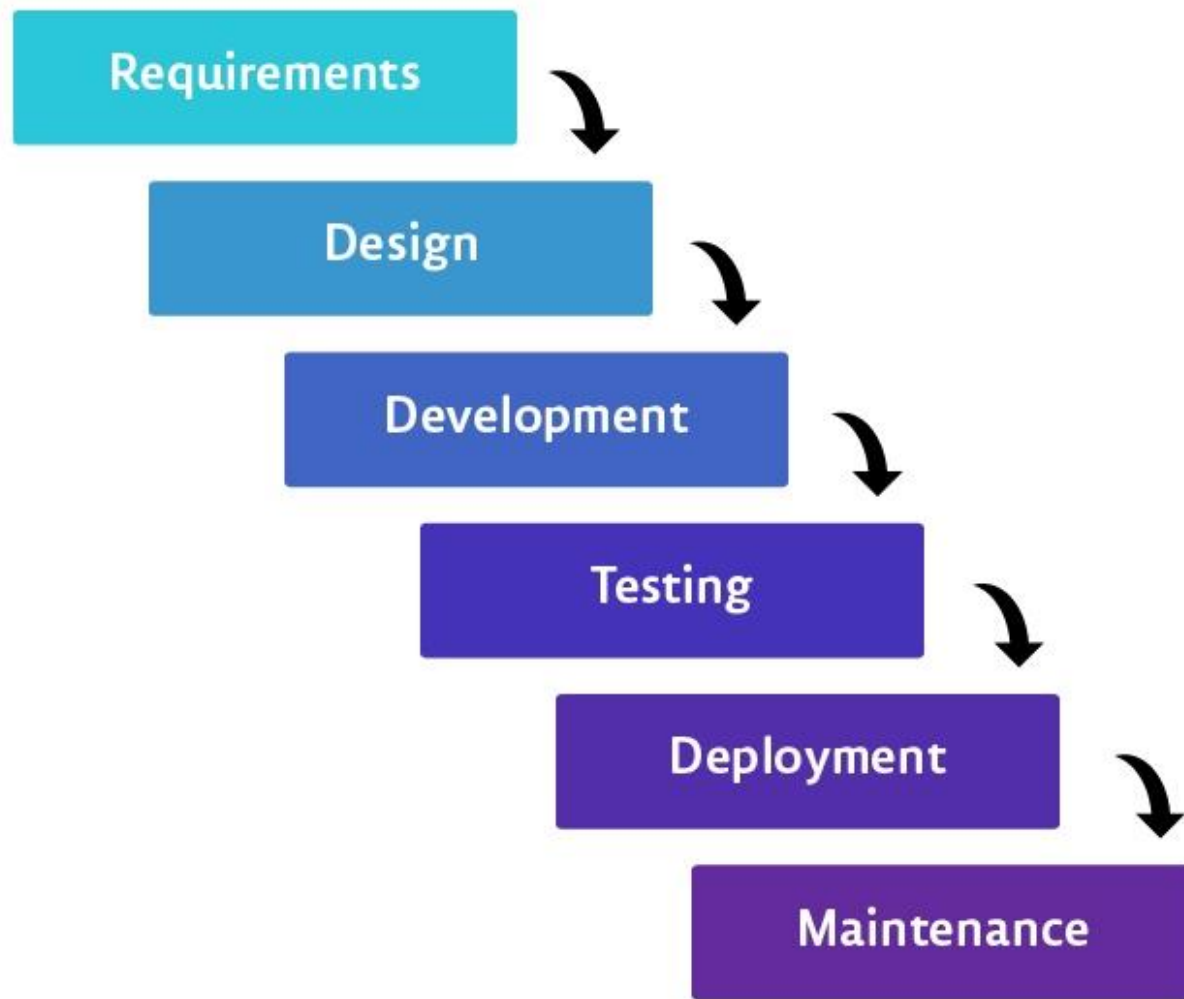 Requirements
Design
Development
Testing
Deployment
Maintenance